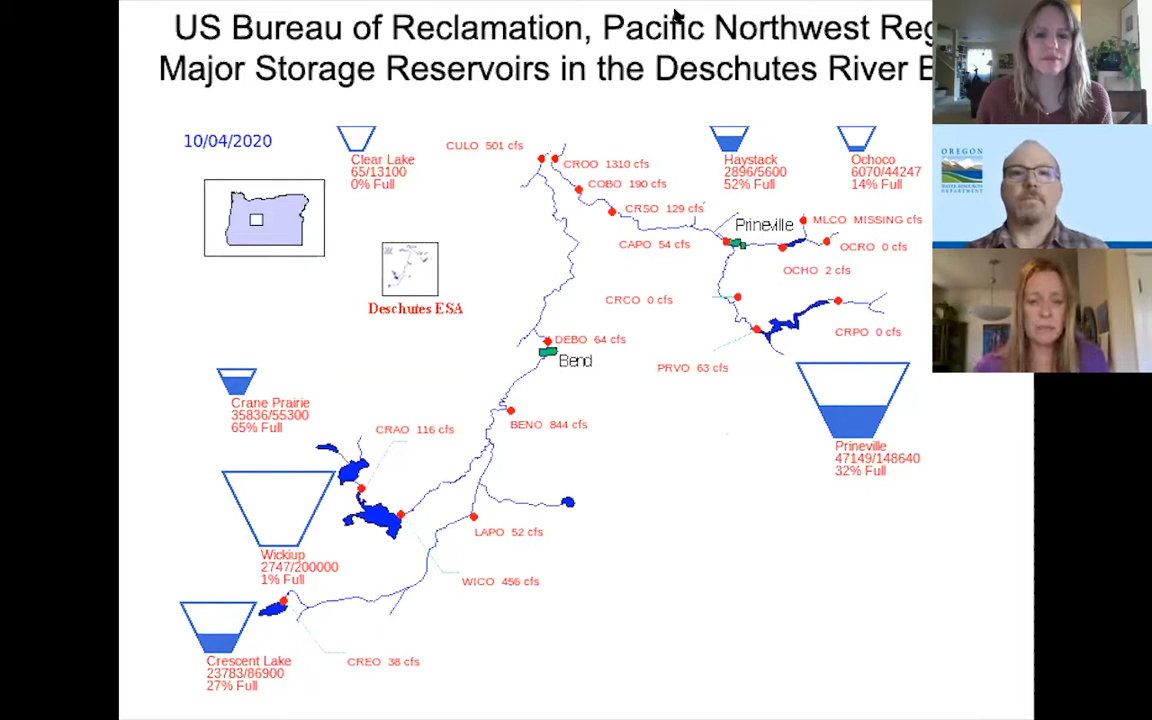 US Bureau of Reclamation, Pacific Northwest
Major Storage Reservoirs in the Deschutes River
10/04/2020
Clear Lake
65/13100
0% Full
CULO 501 cfs
CROO 1310 cfs
COBO 190 cfs
CRSO 129 cfs
CAPO 54 cfs
Haystack
2896/5600
52% Full
Ochoco
6070/44247
14% Full
Prineville
MLCO MISSING cfs
OCRO 0 cfs
OCHO 2 cfs
CRCO 0 cfs
CRPO 0 cfs
PRVO 63 cfs
Deschutes ESA
DEBO 64 cfs
Bend
Prineville
47149/148640
32% Full
Crane Prairie
35836/55300
65% Full
CRAO 116 cfs
BENO 844 cfs
Wickiup
2747/200000
1% Full
LAPO 52 cfs
WICO 456 cfs
Crescent Lake
23783/86900
27% Full
CREO 38 cfs
OREGON
WATER RESOURCES
DEPARTMENT